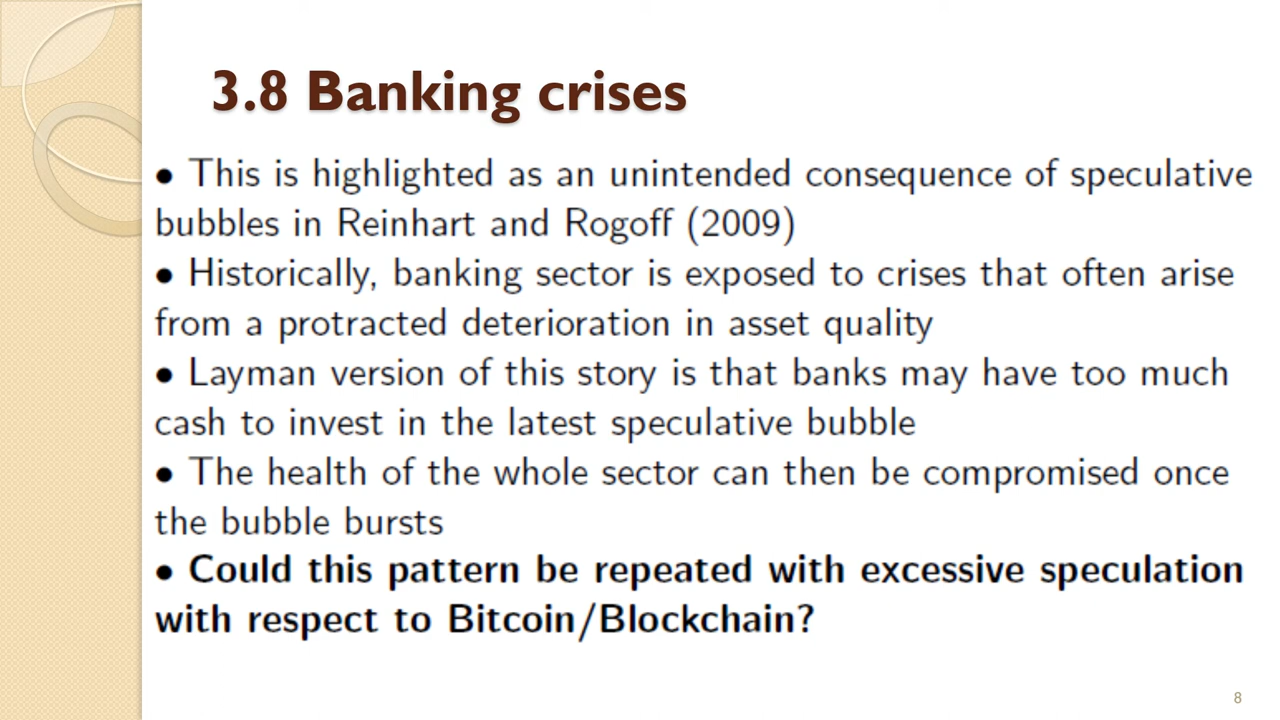 3.8 Banking crises
• This is highlighted as an unintended consequence of speculative
bubbles in Reinhart and Rogoff (2009)
• Historically, banking sector is exposed to crises that often arise
from a protracted deterioration in asset quality
• Layman version of this story is that banks may have too much
cash to invest in the latest speculative bubble
• The health of the whole sector can then be compromised once
the bubble bursts
• Could this pattern be repeated with excessive speculation
with respect to Bitcoin/Blockchain?
8